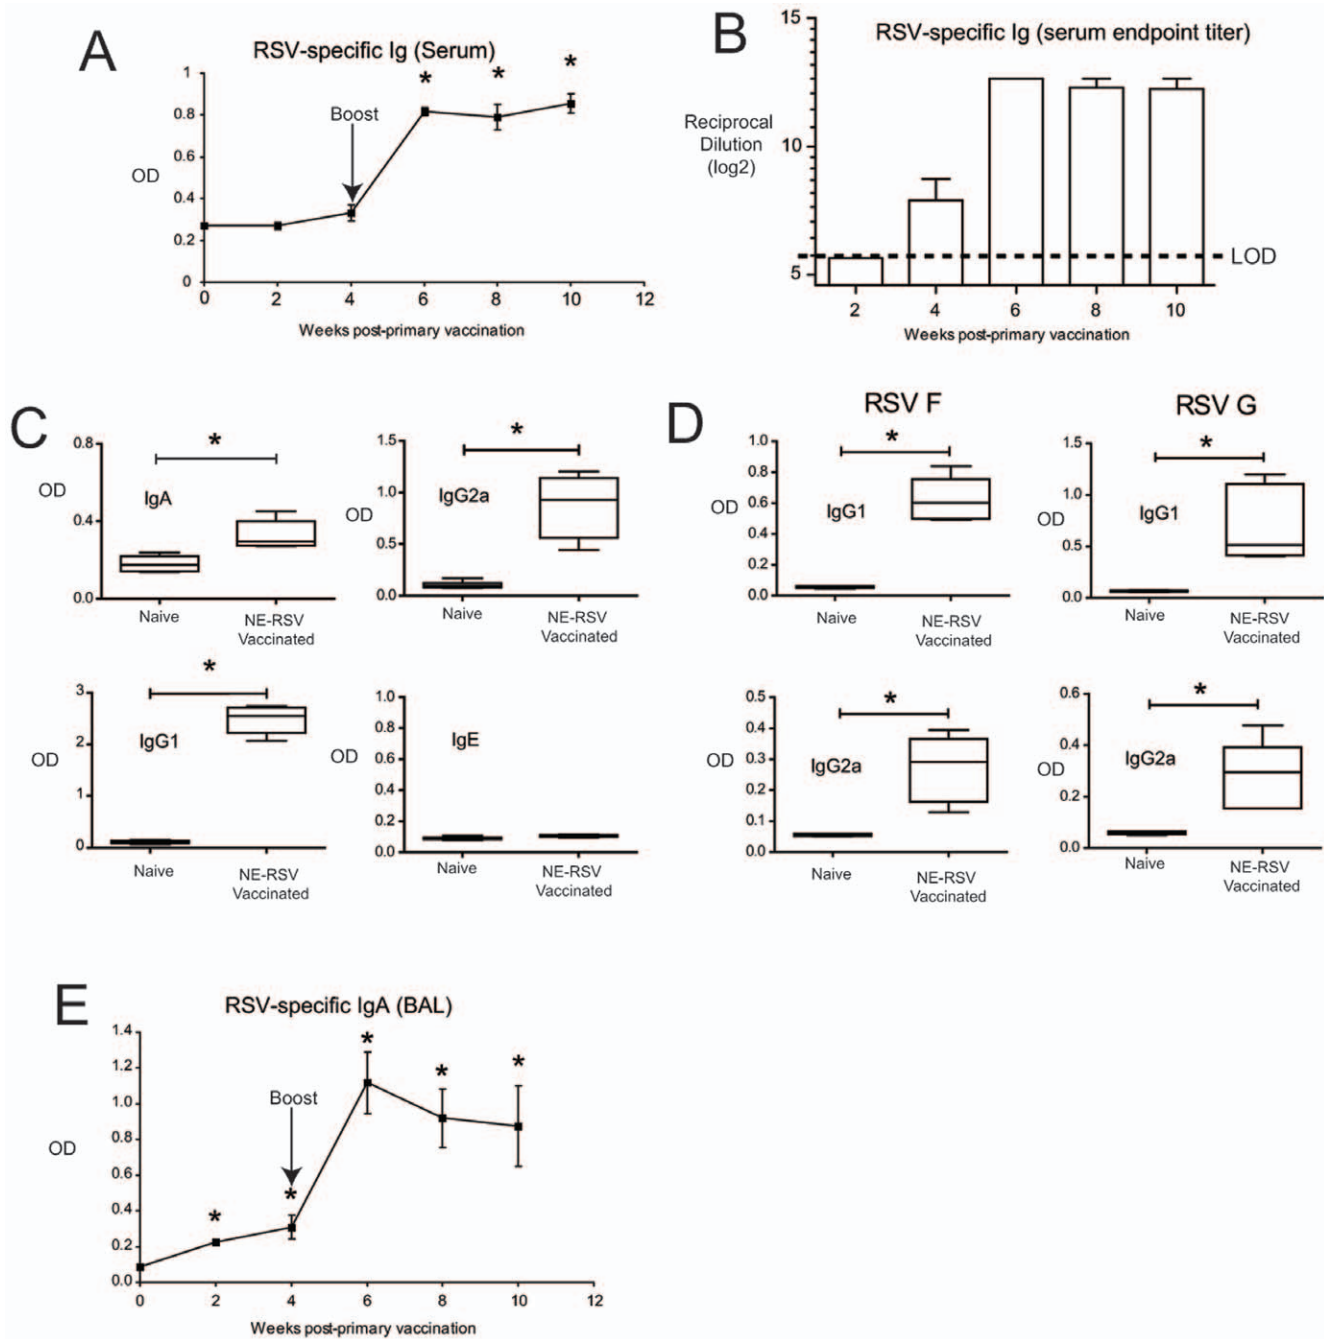 A
RSV-specific Ig (Serum)
1
0.8
0.6
0.4
0.2
0
OD
Boost
*
*
*
0 2 4 6 8 10 12
Weeks post-primary vaccination
B
RSV-specific Ig (serum endpoint titer)
15
10
5
Reciprocal
Dilution
(log2)
LOD
2 4 6 8 10
Weeks post-primary vaccination
C
0.8
0.4
0.0
OD
IgA
*
Naive
NE-RSV
Vaccinated
1.5
1.0
0.5
0.0
OD
IgG2a
*
Naive
NE-RSV
Vaccinated
3
2
1
0
OD
IgG1
*
Naive
NE-RSV
Vaccinated
1.0
0.8
0.6
0.4
0.2
0.0
OD
IgE
Naive
NE-RSV
Vaccinated
D
RSV F
1.0
0.8
0.6
0.4
0.2
0.0
OD
IgG1
*
Naive
NE-RSV
Vaccinated
RSV G
1.5
1.0
0.5
0.0
OD
IgG1
*
Naive
NE-RSV
Vaccinated
0.5
0.4
0.3
0.2
0.1
0.0
OD
IgG2a
*
Naive
NE-RSV
Vaccinated
0.6
0.4
0.2
0.0
OD
IgG2a
*
Naive
NE-RSV
Vaccinated
E
RSV-specific IgA (BAL)
1.4
1.2
1.0
0.8
0.6
0.4
0.2
0.0
OD
Boost
*
*
*
*
*
0 2 4 6 8 10 12
Weeks post-primary vaccination